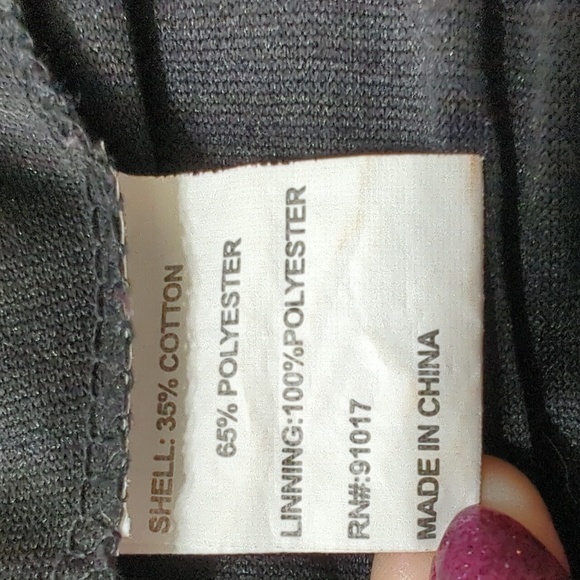 SHELL: 35% COTTON
65% POLYESTER
LINNING:100%POLYESTER
RN#:91017
MADE IN CHINA